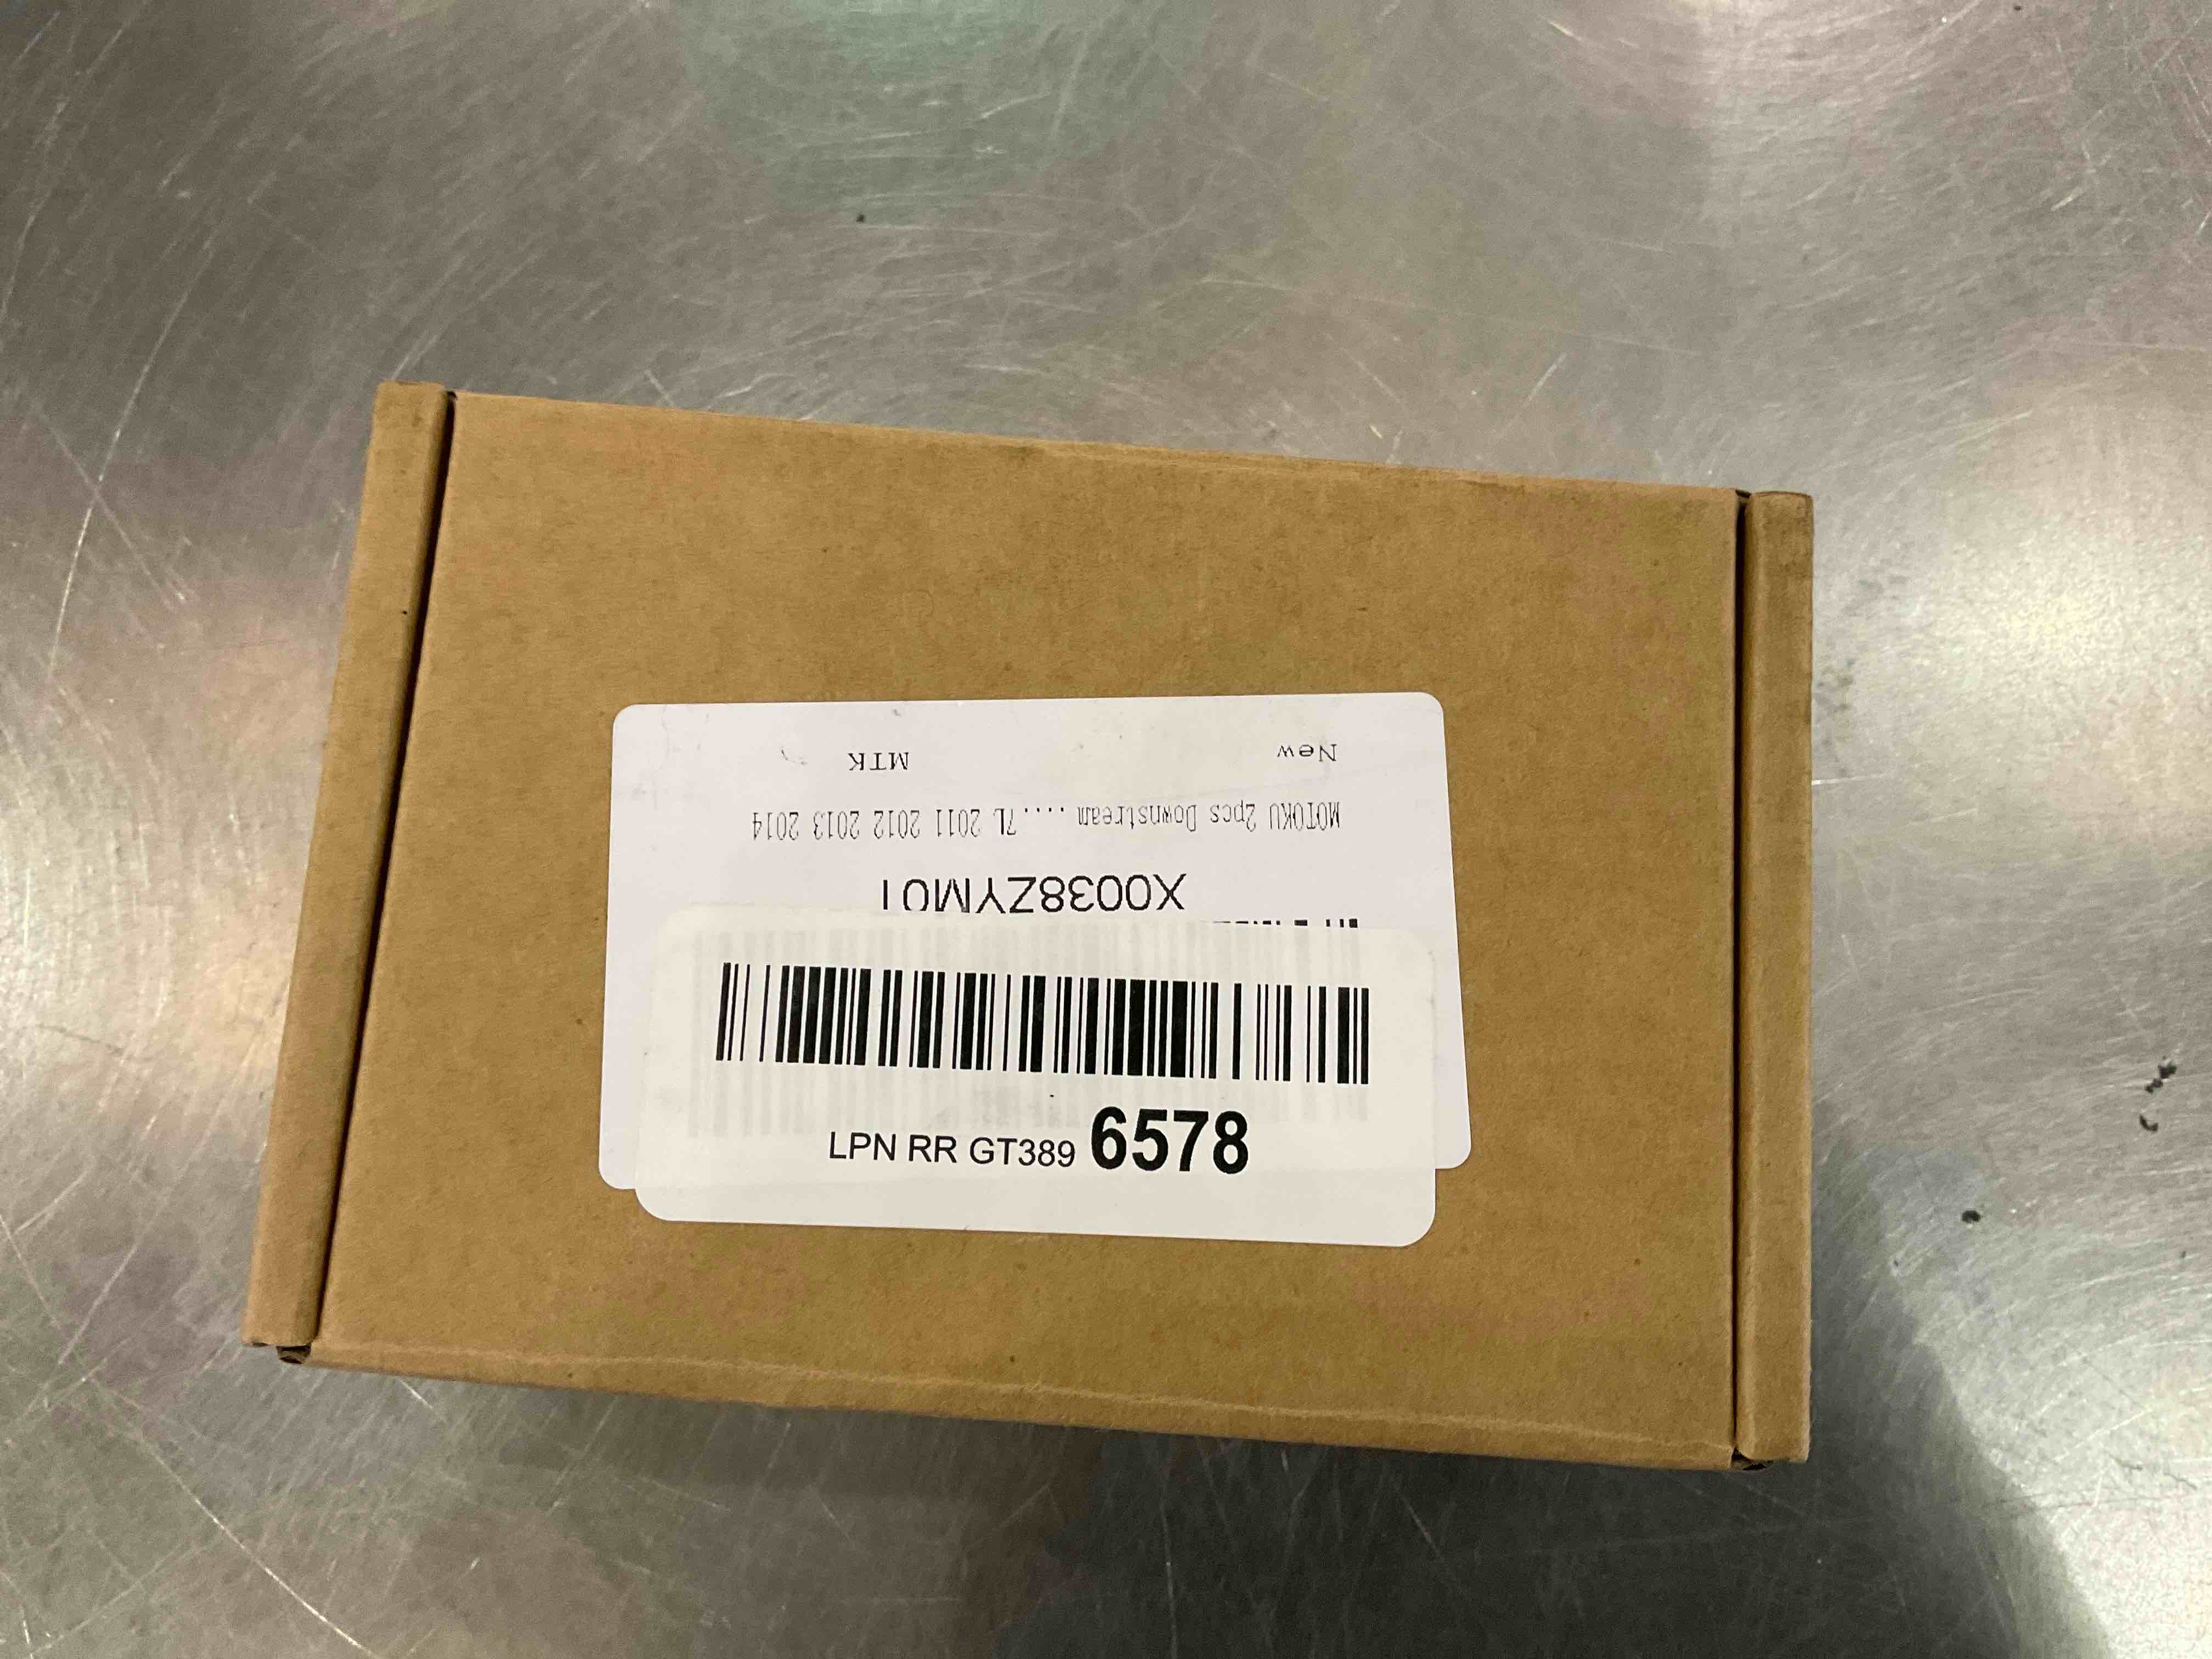 LPN RR GT389 6578
X0038ZYM01
MOTOKU 2pcs Downstream ....7L 2011 2012 2013 2014
New MTK